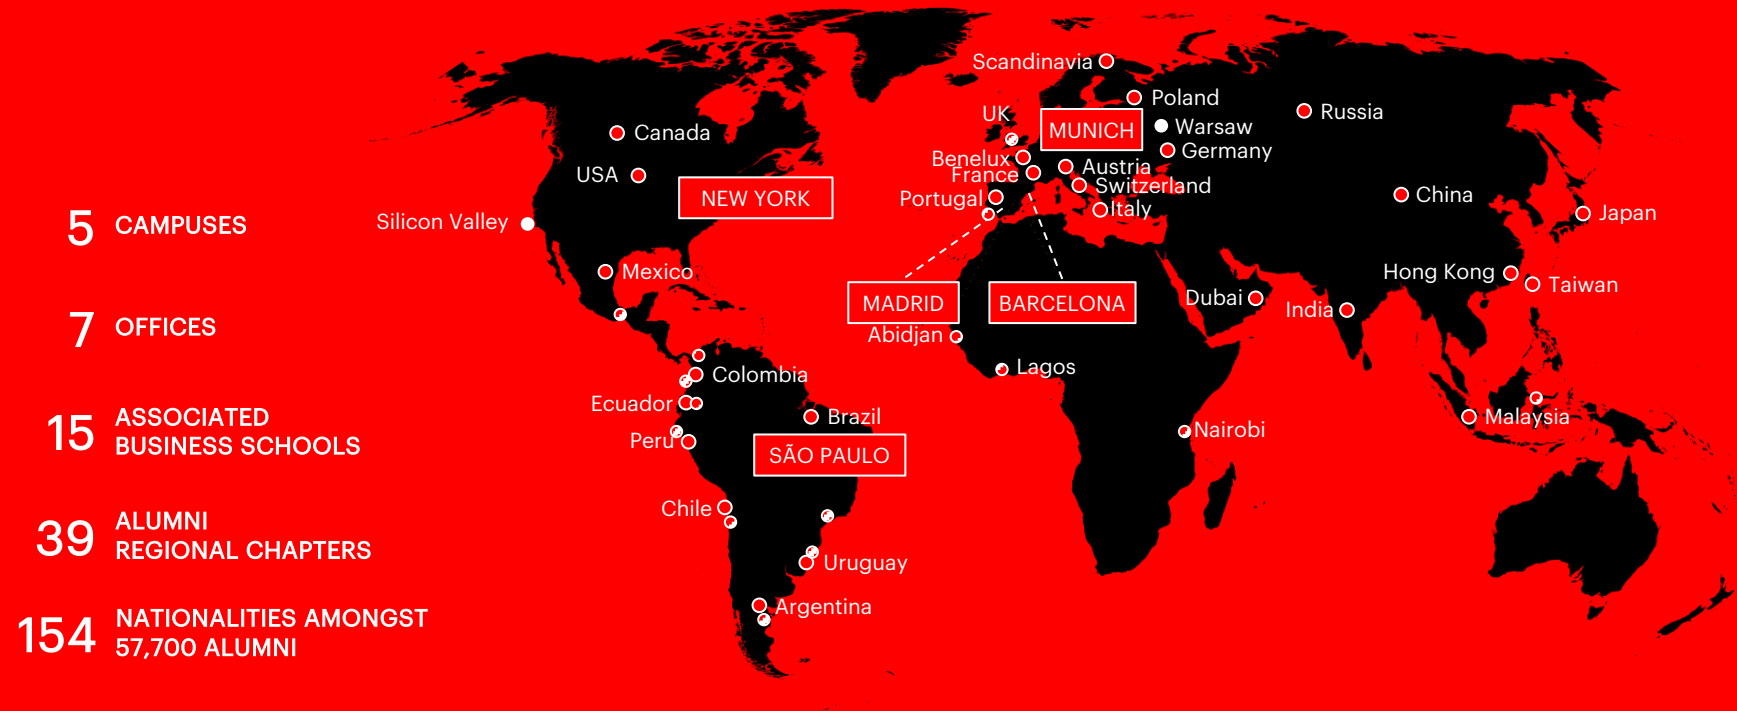 5 CAMPUSES
7 OFFICES
15 ASSOCIATED
BUSINESS SCHOOLS
39 ALUMNI
REGIONAL CHAPTERS
154 NATIONALITIES AMONGST
57,700 ALUMNI
Canada
USA
NEW YORK
Silicon Valley
Mexico
Colombia
Ecuador
Brazil
Peru
SÃO PAULO
Chile
Uruguay
Argentina
Scandinavia
Poland
UK
MUNICH
Warsaw
Germany
Benelux
France
Austria
Switzerland
Portugal
Italy
MADRID
BARCELONA
Abidjan
Lagos
Nairobi
Dubai
Russia
China
Japan
Hong Kong
Taiwan
India
Malaysia